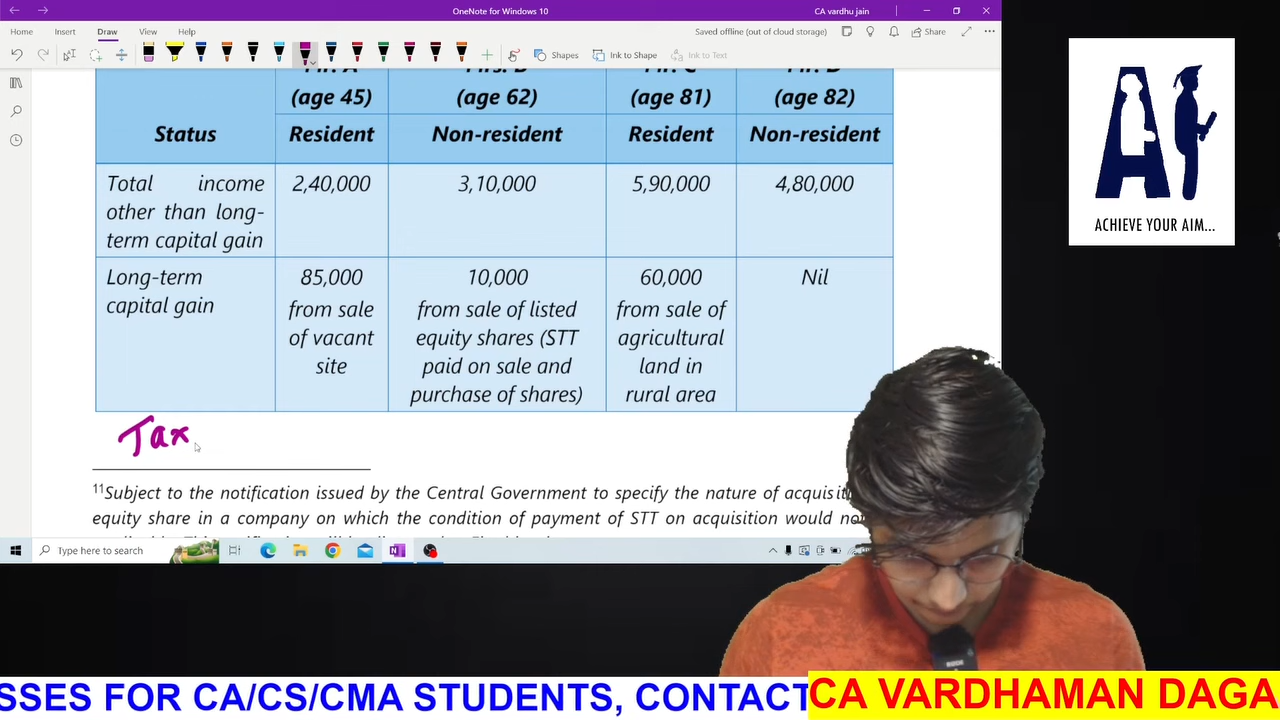 OneNote for Windows 10
CA vardhu jain
Home Insert Draw View Help
Saved offline (out of cloud storage)
Share
Shapes
Ink to Shape
Ink to Text
(age 45) (age 62) (age 81) (age 82)
Status Resident Non-resident Resident Non-resident
Total income 2,40,000 3,10,000 5,90,000 4,80,000
other than long-
term capital gain
Long-term 85,000 10,000 60,000 Nil
capital gain from sale from sale of listed from sale of
of vacant equity shares (STT agricultural
site paid on sale and land in
purchase of shares) rural area
Tax
11Subject to the notification issued by the Central Government to specify the nature of
equity share in a company on which the condition of payment of STT on acquisition would
Type here to search
ACHIEVE YOUR AIM...
SSES FOR CA/CS/CMA STUDENTS, CONTACT
CA VARDHAMAN DAGA